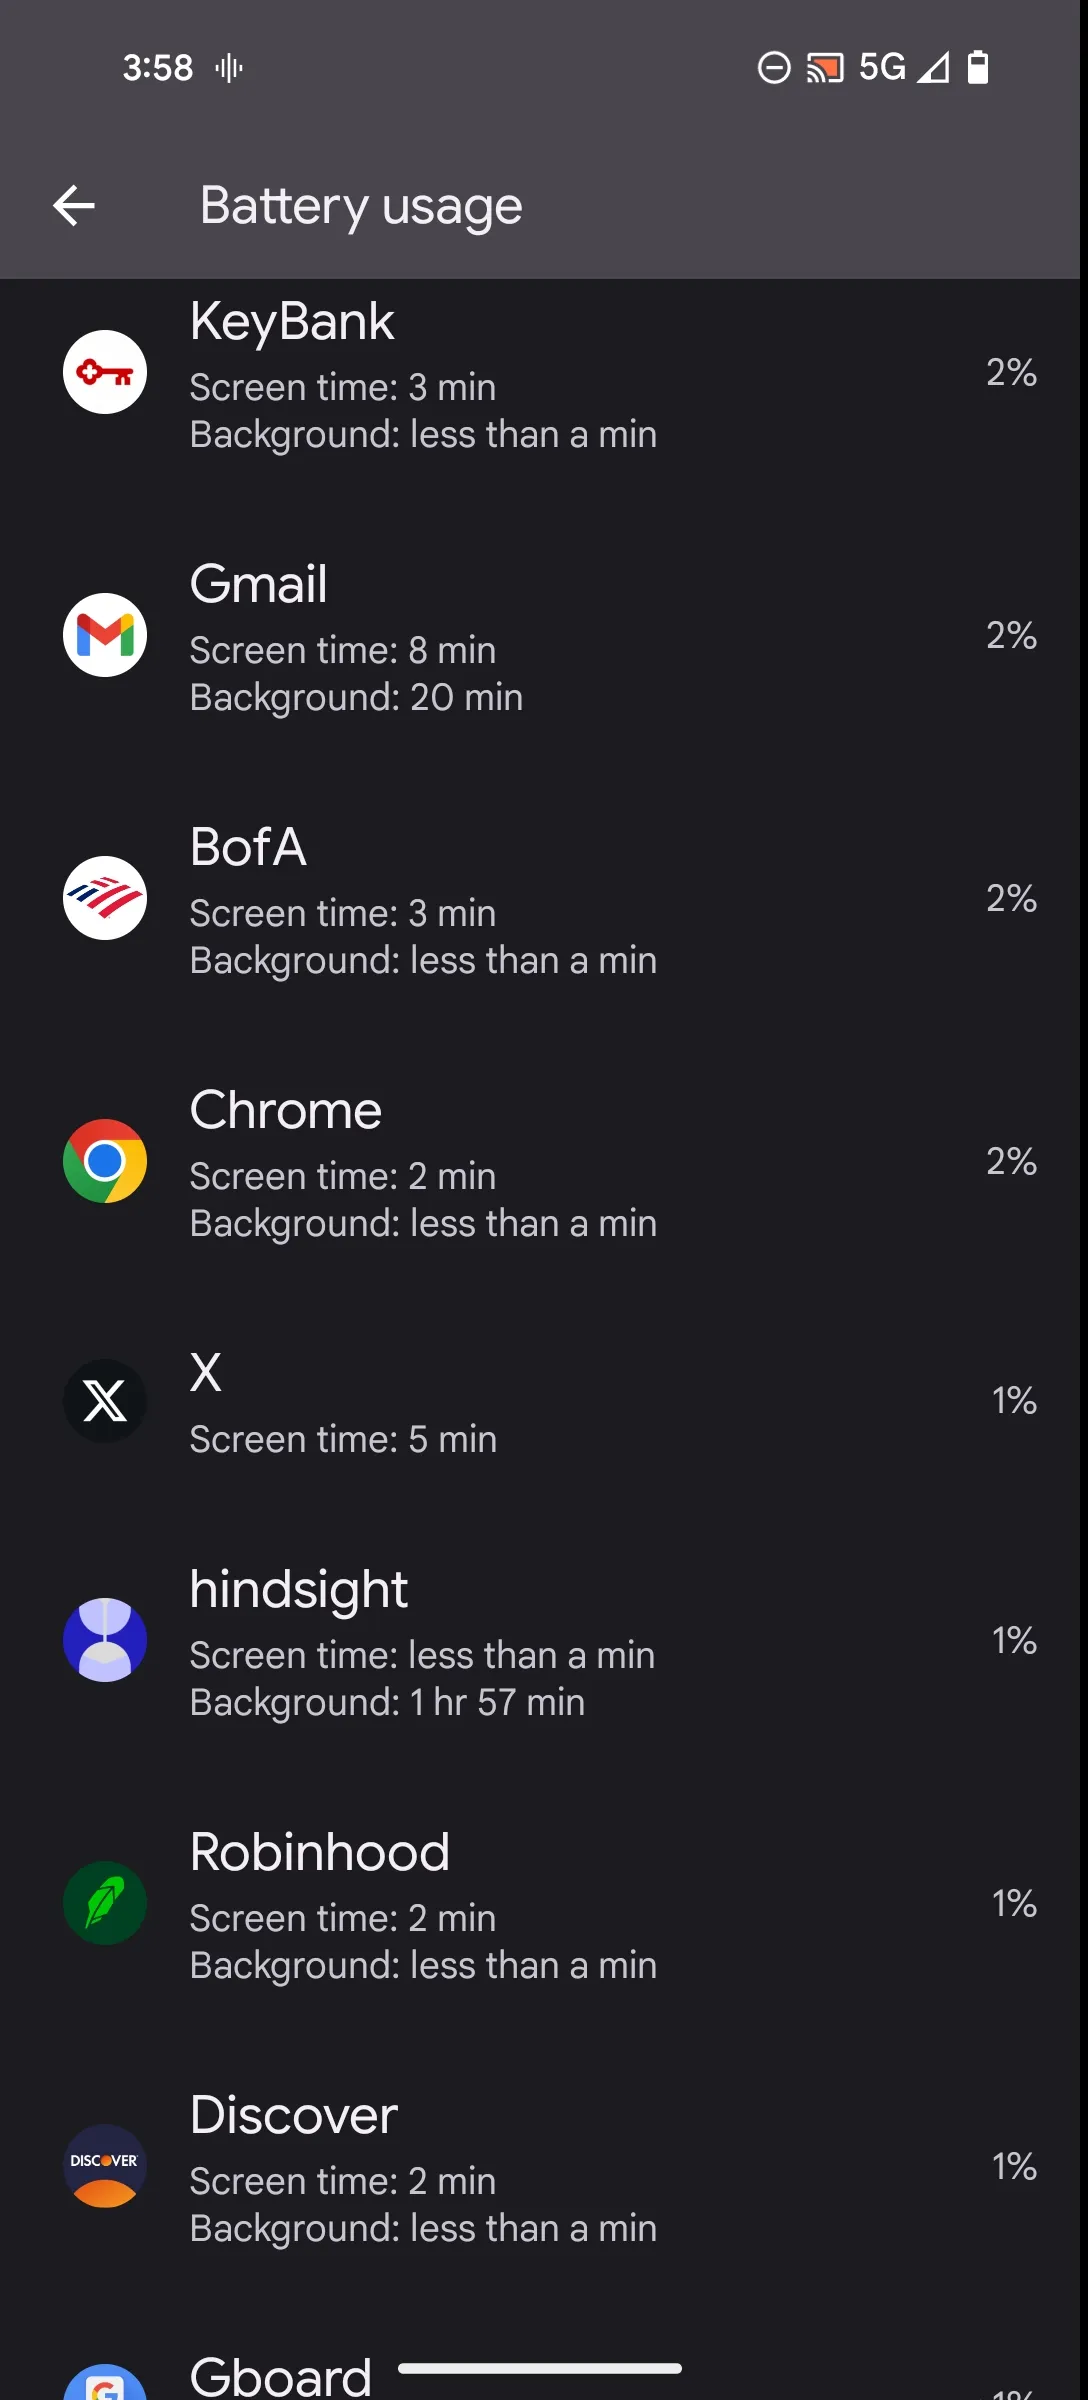 3:58 5G
Battery usage
KeyBank
Screen time: 3 min
Background: less than a min
2%
Gmail
Screen time: 8 min
Background: 20 min
2%
BofA
Screen time: 3 min
Background: less than a min
2%
Chrome
Screen time: 2 min
Background: less than a min
2%
X
Screen time: 5 min
1%
hindsight
Screen time: less than a min
Background: 1 hr 57 min
1%
Robinhood
Screen time: 2 min
Background: less than a min
1%
DISCOVER
Discover
Screen time: 2 min
Background: less than a min
1%
Gboard
1%